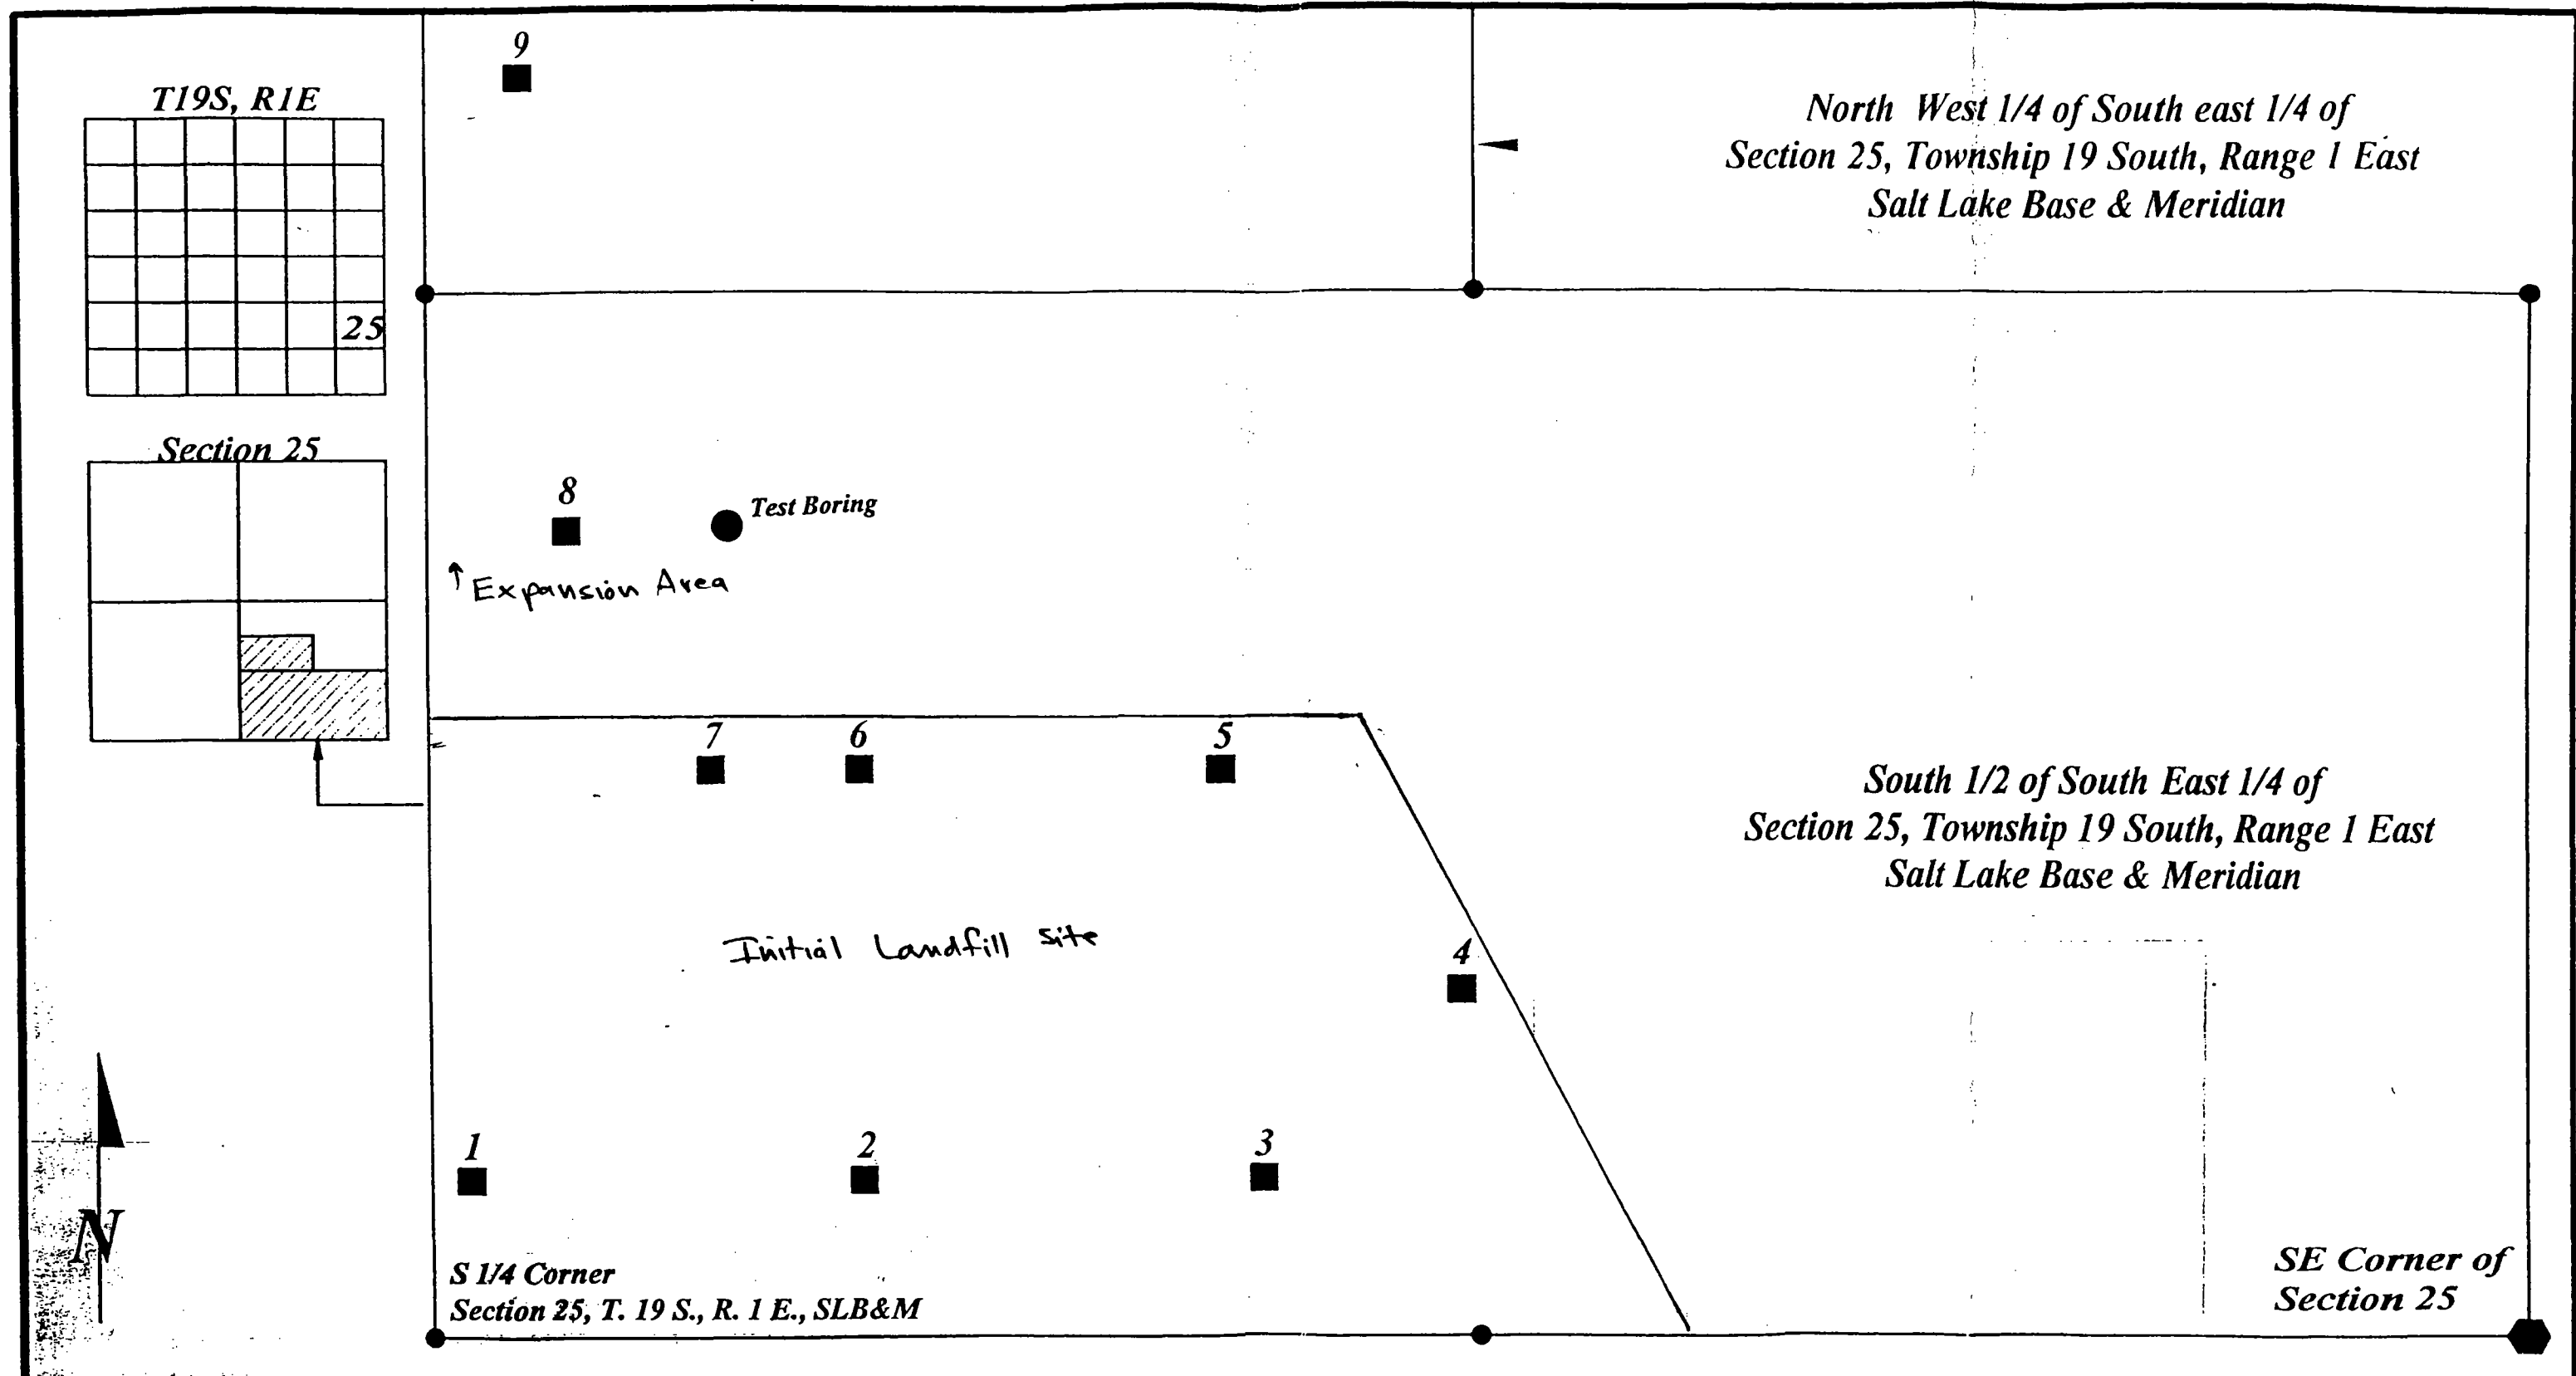 T19S, R1E
25
Section 25
N
9
North West 1/4 of South east 1/4 of
Section 25, Township 19 South, Range 1 East
Salt Lake Base & Meridian
8
Test Boring
↑ Expansion Area
7
6
5
South 1/2 of South East 1/4 of
Section 25, Township 19 South, Range 1 East
Salt Lake Base & Meridian
Initial Landfill Site
4
1
2
3
S 1/4 Corner
Section 25, T. 19 S., R. 1 E., SLB&M
SE Corner of
Section 25